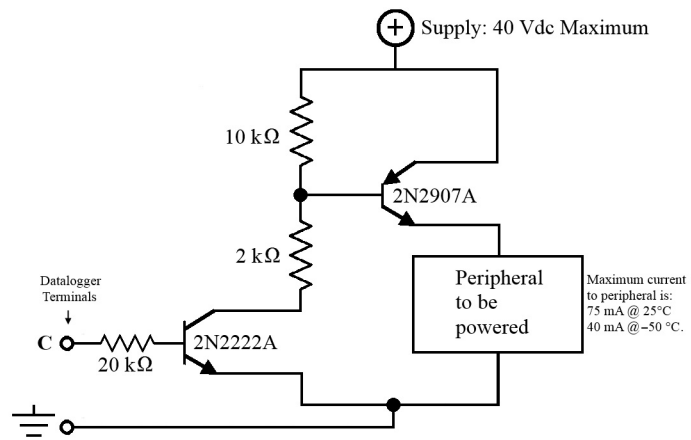 + Supply: 40 Vdc Maximum
10 kΩ
2N2907A
2 kΩ
Datalogger
Terminals
Peripheral
to be
powered
Maximum current
to peripheral is:
75 mA @ 25°C
40 mA @–50 °C.
C
20 kΩ
2N2222A